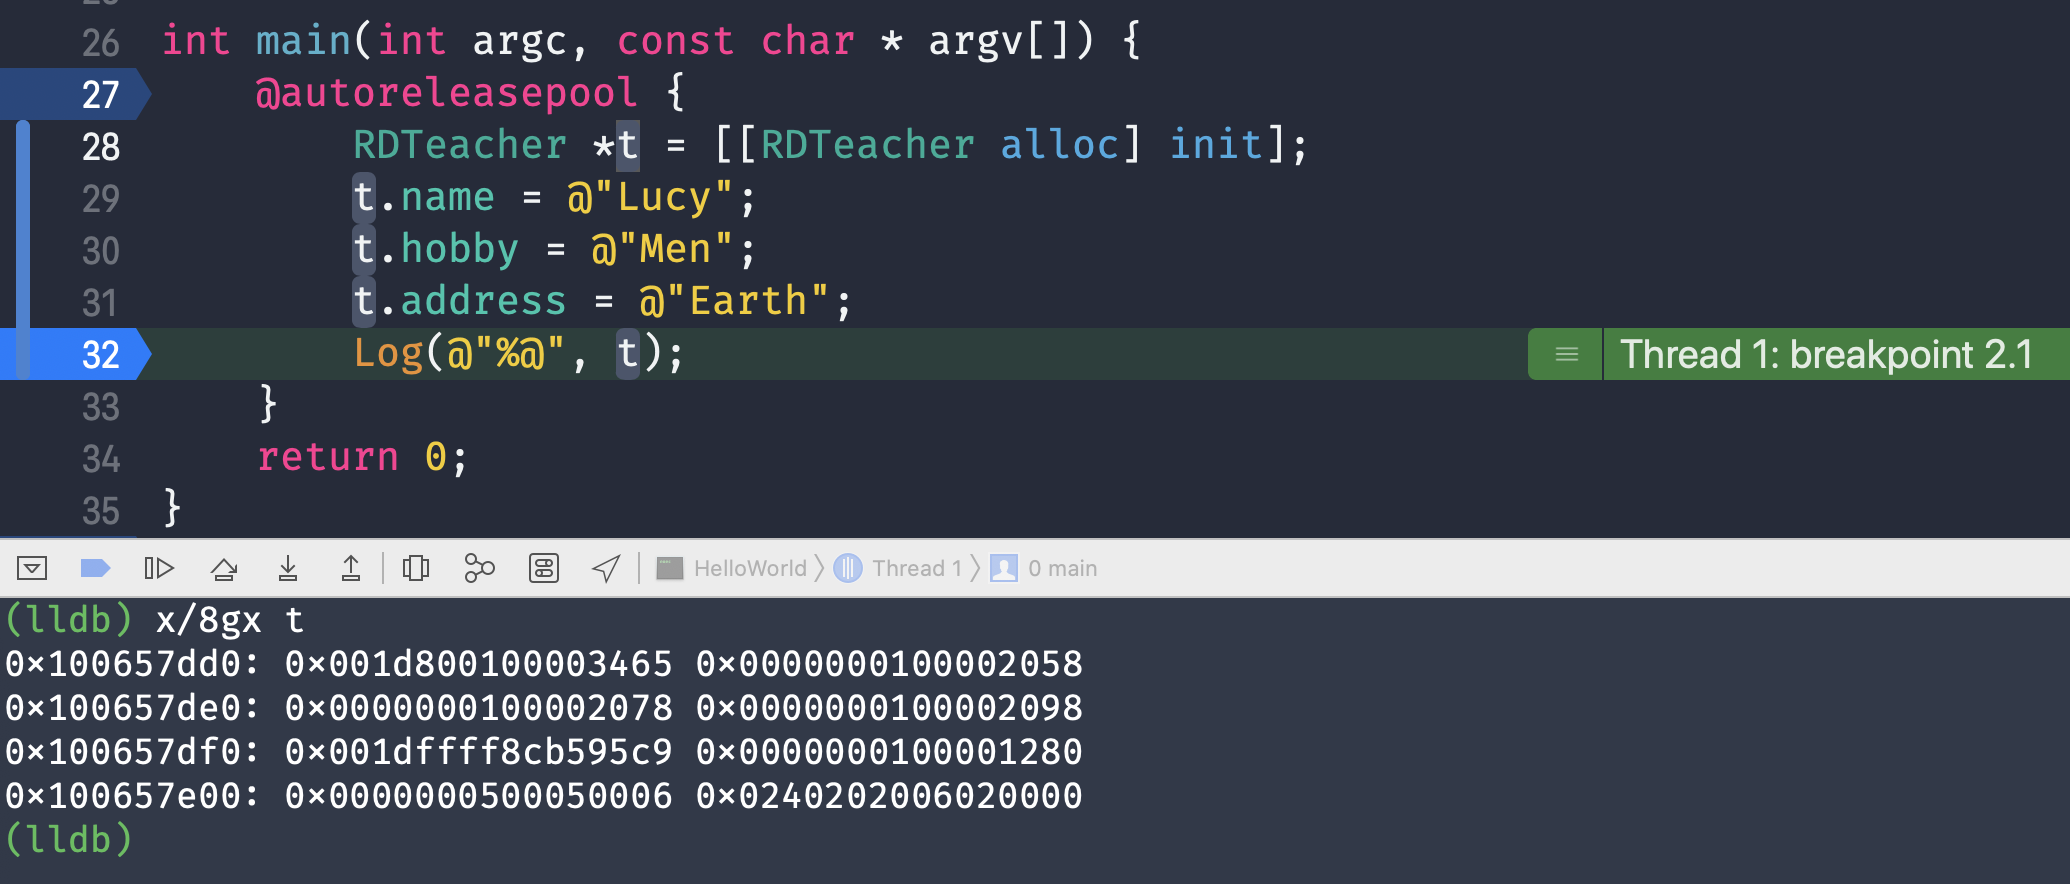 26 int main(int argc, const char * argv[]) {
27 @autoreleasepool {
28 RDTeacher *t = [[RDTeacher alloc] init];
29 t.name = @"Lucy";
30 t.hobby = @"Men";
31 t.address = @"Earth";
32 Log(@"%@", t); Thread 1: breakpoint 2.1
33 }
34 return 0;
35 }
HelloWorld 〉 Thread 1 〉 0 main
(lldb) x/8gx t
0x100657dd0: 0x001d800100003465 0x0000000100002058
0x100657de0: 0x0000000100002078 0x0000000100002098
0x100657df0: 0x001dffff8cb595c9 0x0000000100001280
0x100657e00: 0x0000000500050006 0x0240202006020000
(lldb)